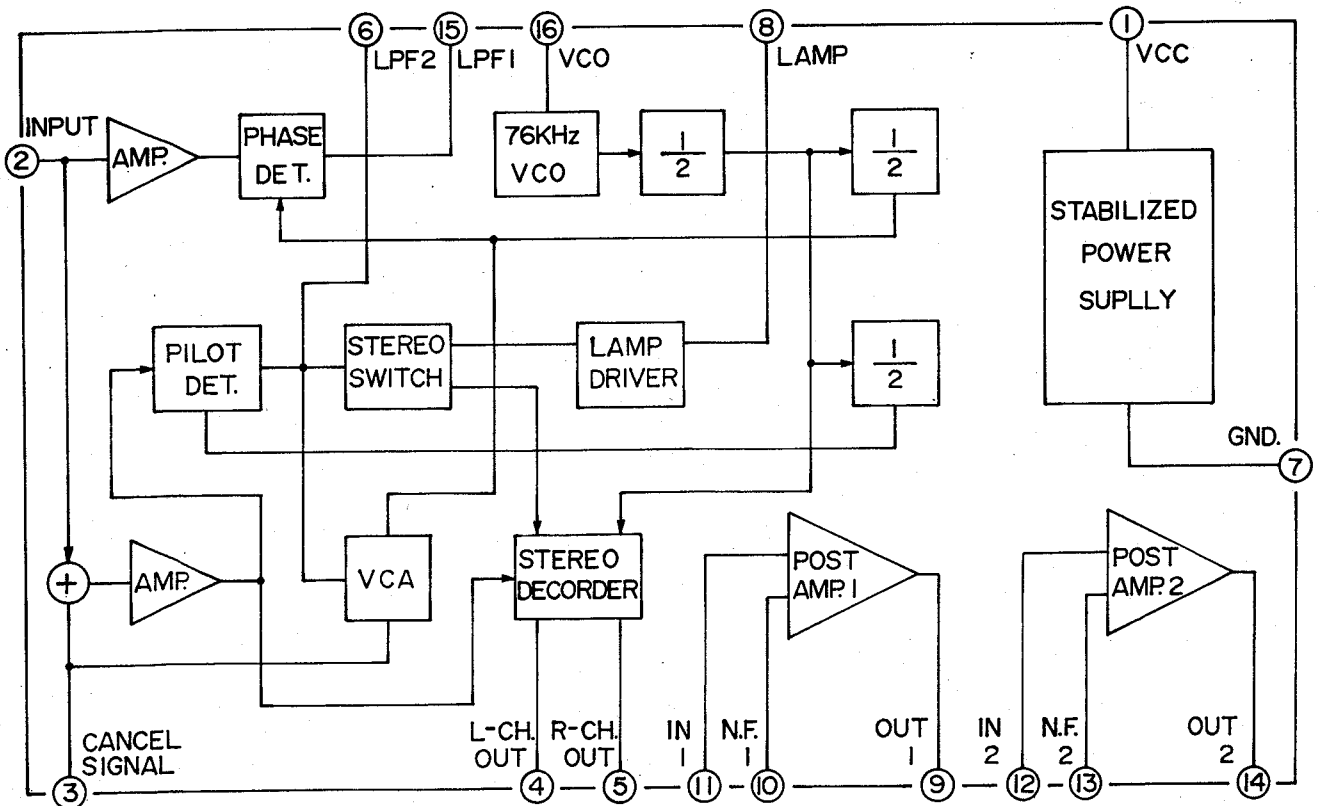 6 15 16 8 1
LPF2 LPF1 VCO LAMP VCC
INPUT
2
AMP.
PHASE
DET.
76KHz
VCO
1
2
1
2
STABILIZED
POWER
SUPLLY
PILOT
DET.
STEREO
SWITCH
LAMP
DRIVER
1
2
GND.
7
+
AMP.
VCA
STEREO
DECORDER
POST
AMP. 1
POST
AMP. 2
CANCEL
SIGNAL
L-CH.
OUT
R-CH.
OUT
IN
1
N.F.
1
OUT
1
IN
2
N.F.
2
OUT
2
3 4 5 11 10 9 12 13 14